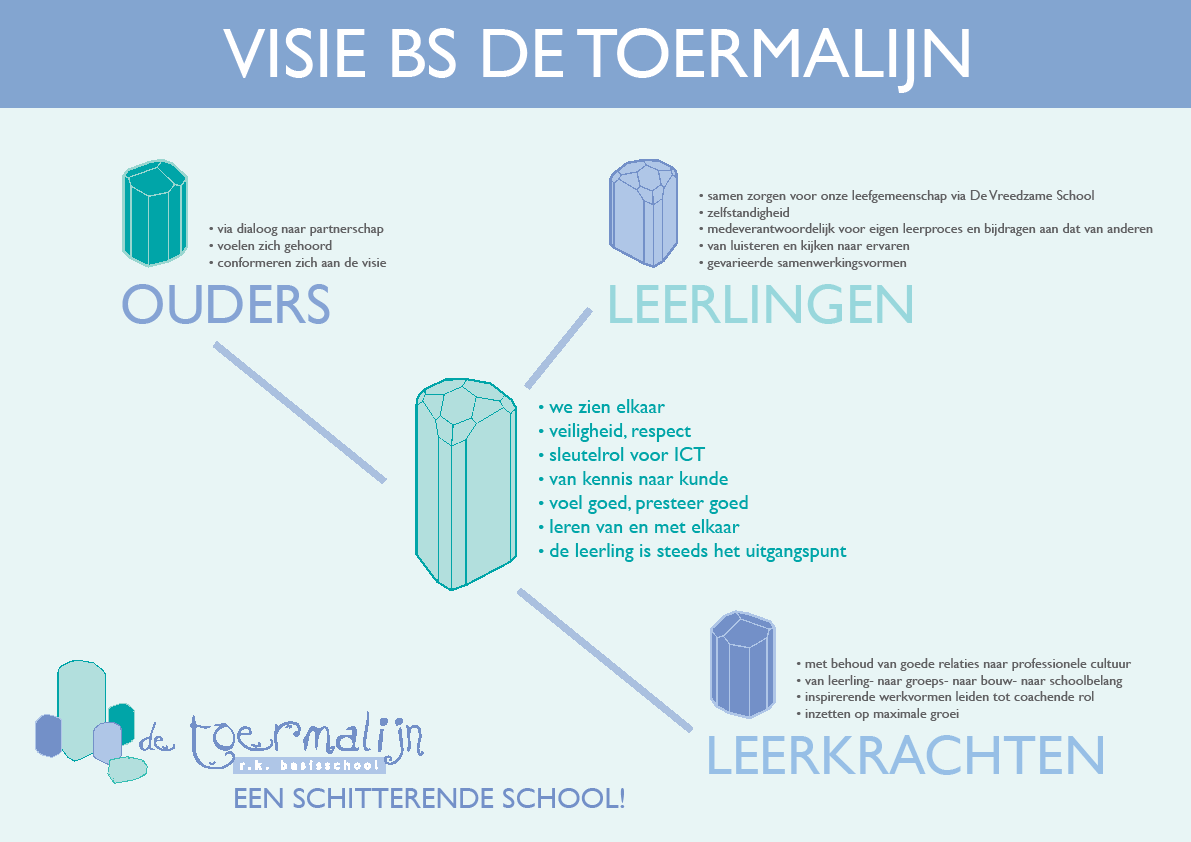 VISIE BS DE TOERMALIJN
• via dialoog naar partnerschap
• voelen zich gehoord
• conformeren zich aan de visie
OUDERS
• samen zorgen voor onze leefgemeenschap via De Vreedzame School
• zelfstandigheid
• medeverantwoordelijk voor eigen leerproces en bijdragen aan dat van anderen
• van luisteren en kijken naar ervaren
• gevarieerde samenwerkingsvormen
LEERLINGEN
• we zien elkaar
• veiligheid, respect
• sleutelrol voor ICT
• van kennis naar kunde
• voel goed, presteer goed
• leren van en met elkaar
• de leerling is steeds het uitgangspunt
• met behoud van goede relaties naar professionele cultuur
• van leerling- naar groeps- naar bouw- naar schoolbelang
• inspirerende werkvormen leiden tot coachende rol
• inzetten op maximale groei
LEERKRACHTEN
de toermalijn
r.k. basisschool
EEN SCHITTERENDE SCHOOL!